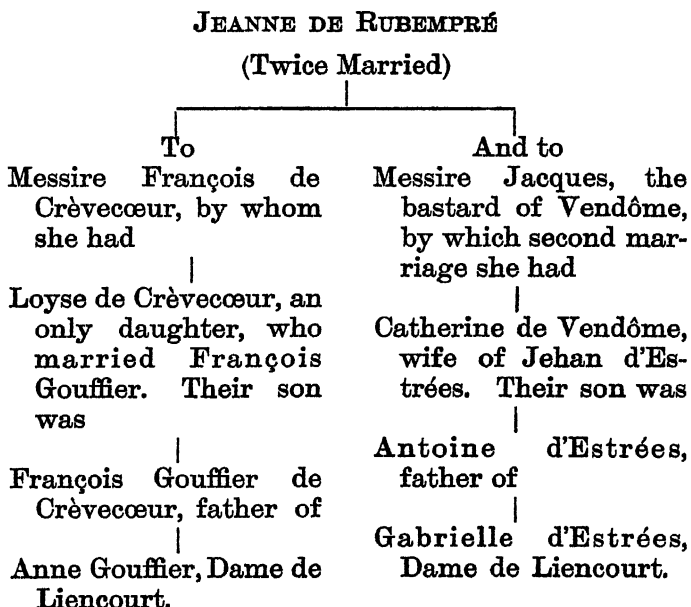 JEANNE DE RUBEMPRÉ
(Twice Married)
To
Messire François de
Crèvecœur, by whom
she had
Loyse de Crèvecœur, an
only daughter, who
married François
Gouffier. Their son
was
François Gouffier de
Crèvecœur, father of
Anne Gouffier, Dame de
Liencourt.
And to
Messire Jacques, the
bastard of Vendôme,
by which second mar-
riage she had
Catherine de Vendôme,
wife of Jehan d'Es-
trées. Their son was
Antoine d'Estrées,
father of
Gabrielle d'Estrées,
Dame de Liencourt.